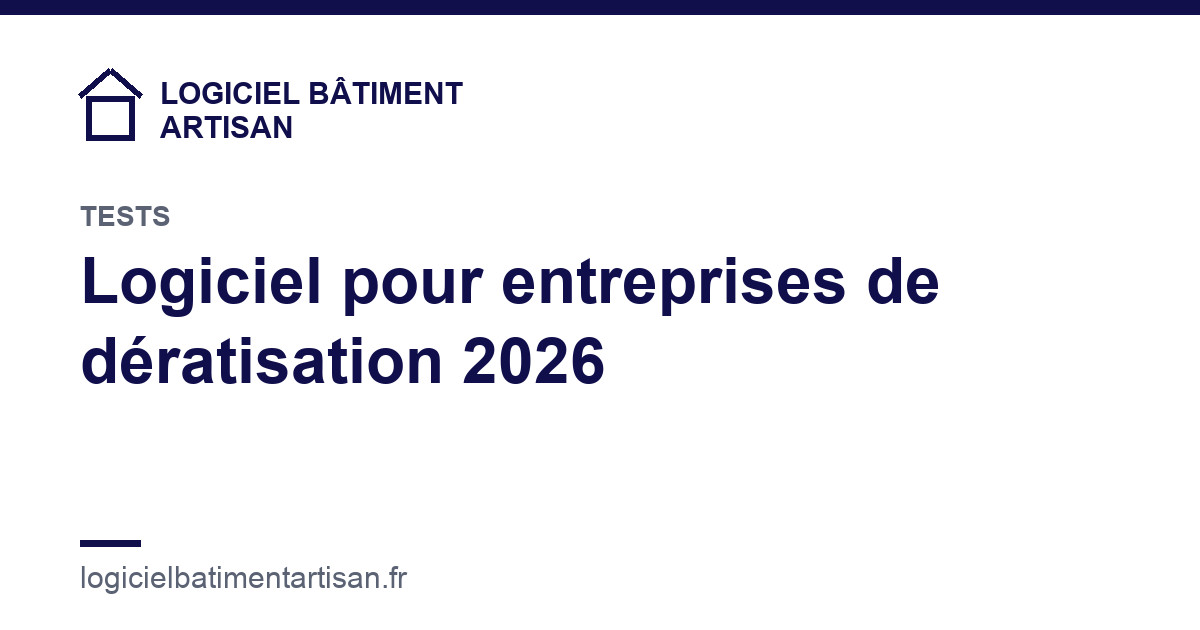 LOGICIEL BÂTIMENT
ARTISAN
TESTS
Logiciel pour entreprises de
dératisation 2026
logicielbatimentartisan.fr